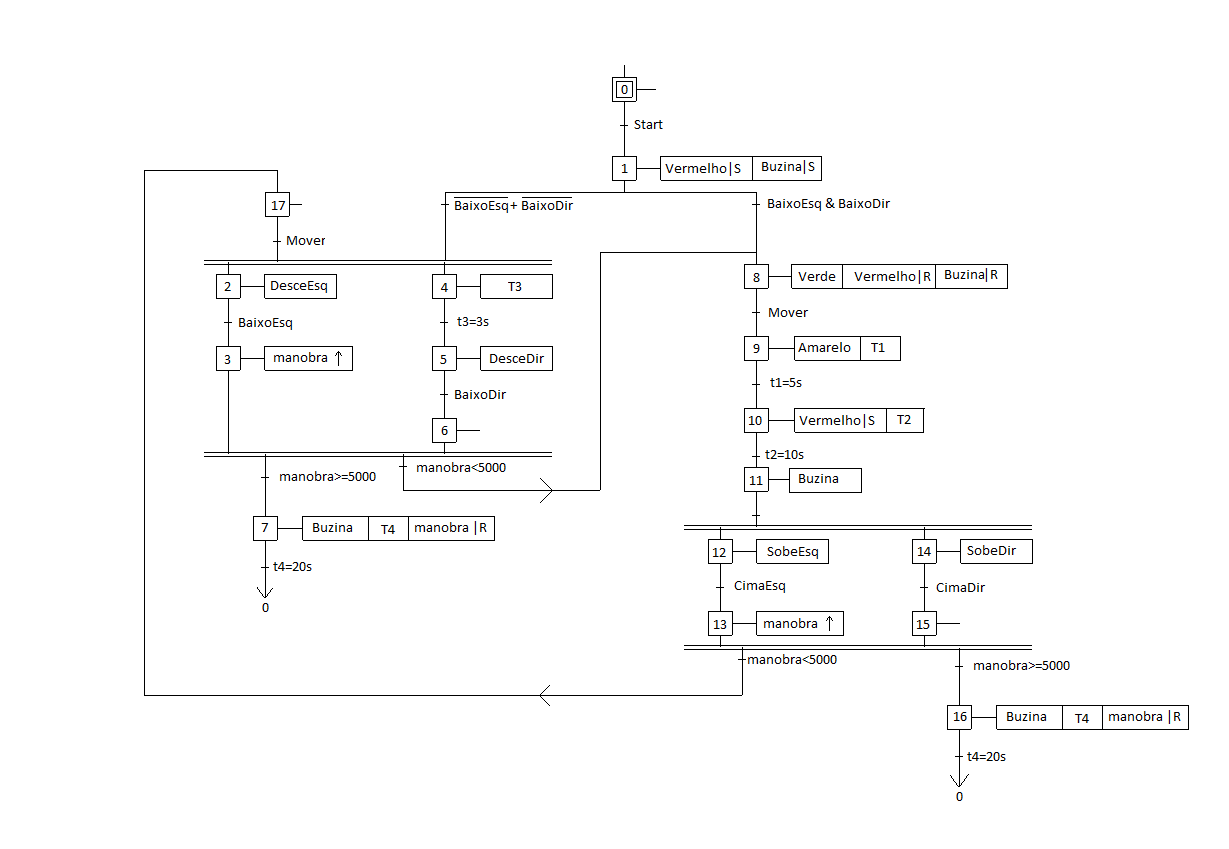 0
Start
1 Vermelho|S Buzina|S
17 BaixoEsq + BaixoDir BaixoEsq & BaixoDir
Mover
2 DesceEsq 4 T3 8 Verde Vermelho|R Buzina|R
BaixoEsq t3=3s Mover
3 manobra ↑ 5 DesceDir 9 Amarelo T1
BaixoDir t1=5s
6 10 Vermelho|S T2
manobra>=5000 manobra<5000 t2=10s
11 Buzina
7 Buzina T4 manobra |R
12 SobeEsq 14 SobeDir
t4=20s CimaEsq CimaDir
0
13 manobra ↑ 15
manobra<5000 manobra>=5000
16 Buzina T4 manobra |R
t4=20s
0